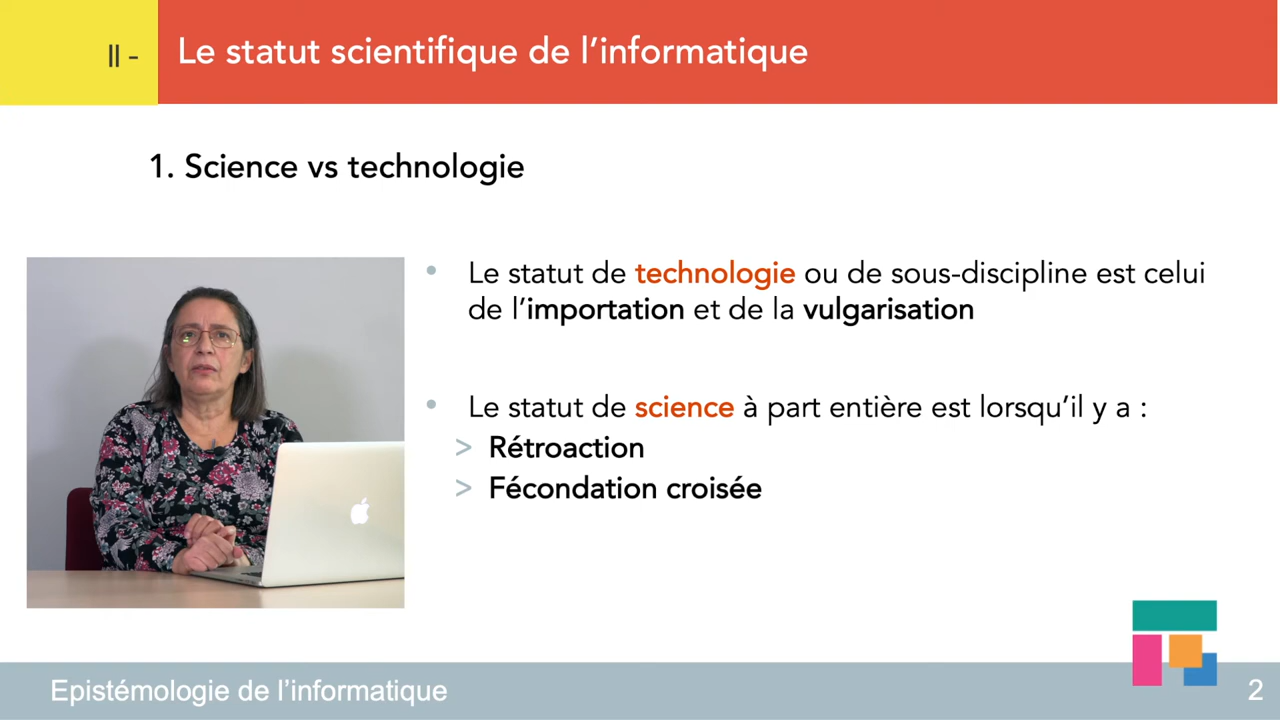 II -
Le statut scientifique de l’informatique
1. Science vs technologie
• Le statut de technologie ou de sous-discipline est celui
de l’importation et de la vulgarisation
• Le statut de science à part entière est lorsqu’il y a :
> Rétroaction
> Fécondation croisée
Epistémologie de l’informatique
2